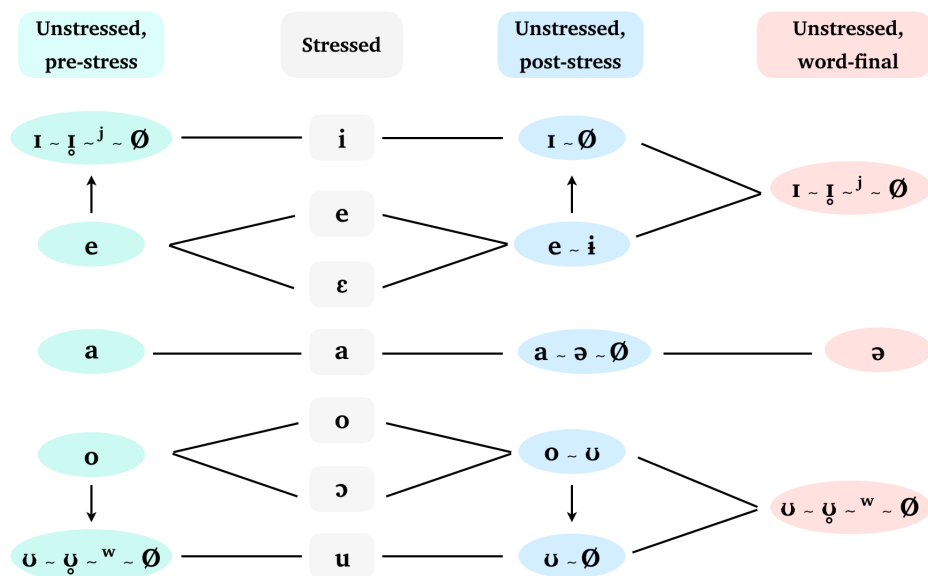 Unstressed,
pre-stress
Stressed
Unstressed,
post-stress
Unstressed,
word-final
ɪ ~ ɪ̥ ~ ʲ ~ Ø
i
ɪ ~ Ø
ɪ ~ ɪ̥ ~ ʲ ~ Ø
e
e
e ~ ɨ
ɛ
a
a
a ~ ə ~ Ø
ə
o
o
o ~ ʊ
ɔ
ʊ ~ ʊ̥ ~ ʷ ~ Ø
ʊ ~ ʊ̥ ~ ʷ ~ Ø
u
ʊ ~ Ø